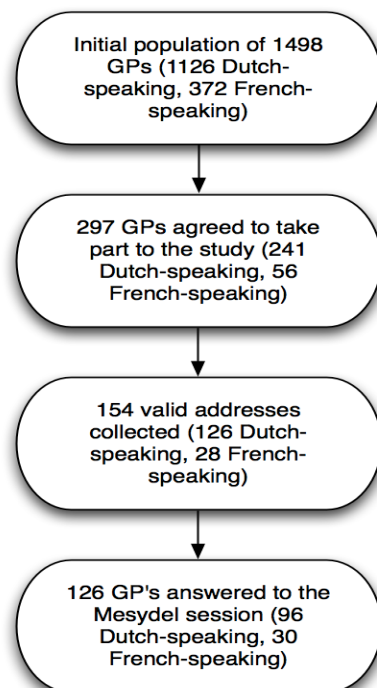 Initial population of 1498
GPs (1126 Dutch-
speaking, 372 French-
speaking)
297 GPs agreed to take
part to the study (241
Dutch-speaking, 56
French-speaking)
154 valid addresses
collected (126 Dutch-
speaking, 28 French-
speaking)
126 GP's answered to the
Mesydel session (96
Dutch-speaking, 30
French-speaking)